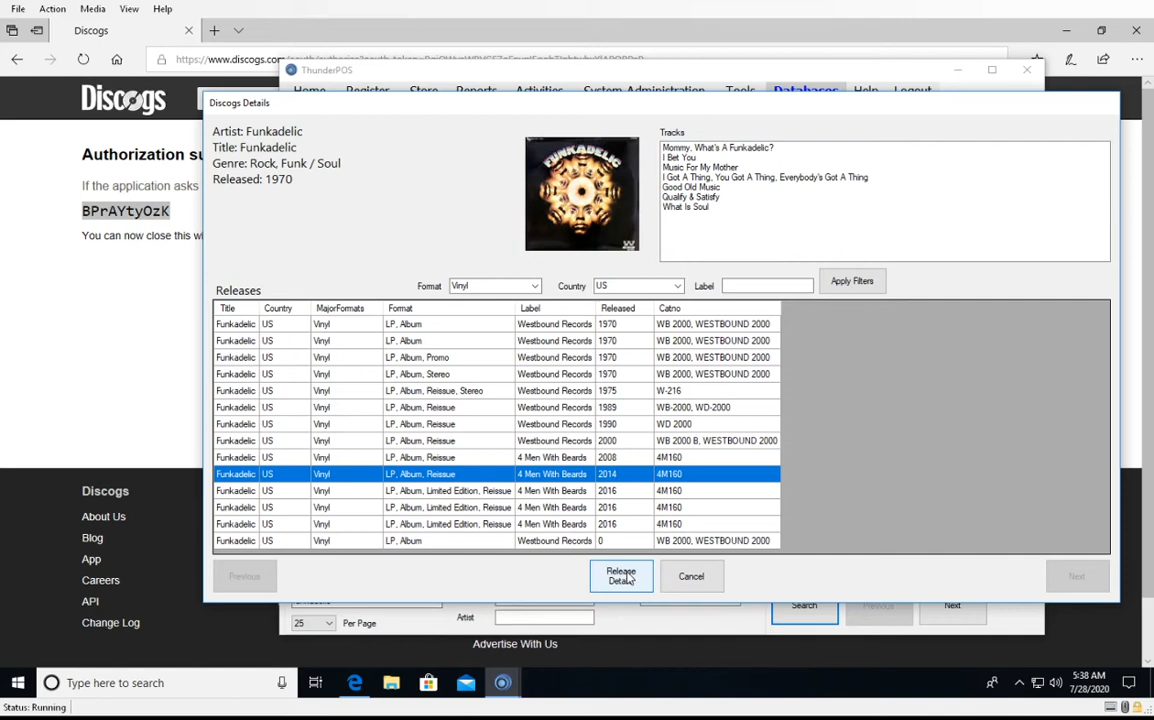 File Action Media View Help
Discogs
https://www.discogs.com/
ThunderPOS
Home Register Store Reports Activities System Administration Tools Databases Help Logout
Discogs
Discogs Details
Artist: Funkadelic
Title: Funkadelic
Genre: Rock, Funk / Soul
Released: 1970
FUNKADELIC
Tracks
Mommy, What's A Funkadelic?
I Bet You
Music For My Mother
I Got A Thing, You Got A Thing, Everybody's Got A Thing
Good Old Music
Qualify & Satisfy
What Is Soul
Authorization su
If the application asks
BPrAYtyOzK
You can now close this wi
Releases
Format Vinyl Country US Label Apply Filters
Title Country MajorFormats Format Label Released Catno
Funkadelic US Vinyl LP, Album Westbound Records 1970 WB 2000, WESTBOUND 2000
Funkadelic US Vinyl LP, Album Westbound Records 1970 WB 2000, WESTBOUND 2000
Funkadelic US Vinyl LP, Album, Promo Westbound Records 1970 WB 2000, WESTBOUND 2000
Funkadelic US Vinyl LP, Album, Stereo Westbound Records 1970 WB 2000, WESTBOUND 2000
Funkadelic US Vinyl LP, Album, Reissue, Stereo Westbound Records 1975 W-216
Funkadelic US Vinyl LP, Album, Reissue Westbound Records 1989 WB-2000, WD-2000
Funkadelic US Vinyl LP, Album, Reissue Westbound Records 1990 WD 2000
Funkadelic US Vinyl LP, Album, Reissue Westbound Records 2000 WB 2000 B, WESTBOUND 2000
Funkadelic US Vinyl LP, Album, Reissue 4 Men With Beards 2008 4M160
Funkadelic US Vinyl LP, Album, Reissue 4 Men With Beards 2014 4M160
Funkadelic US Vinyl LP, Album, Limited Edition, Reissue 4 Men With Beards 2016 4M160
Funkadelic US Vinyl LP, Album, Limited Edition, Reissue 4 Men With Beards 2016 4M160
Funkadelic US Vinyl LP, Album, Limited Edition, Reissue 4 Men With Beards 2016 4M160
Funkadelic US Vinyl LP, Album Westbound Records 0 WB 2000, WESTBOUND 2000
Previous Release Details Cancel Next
Discogs
About Us
Blog
App
Careers
API
Change Log
Search Previous Next
25 Per Page Artist
Advertise With Us
Type here to search
5:38 AM
7/28/2020
Status: Running